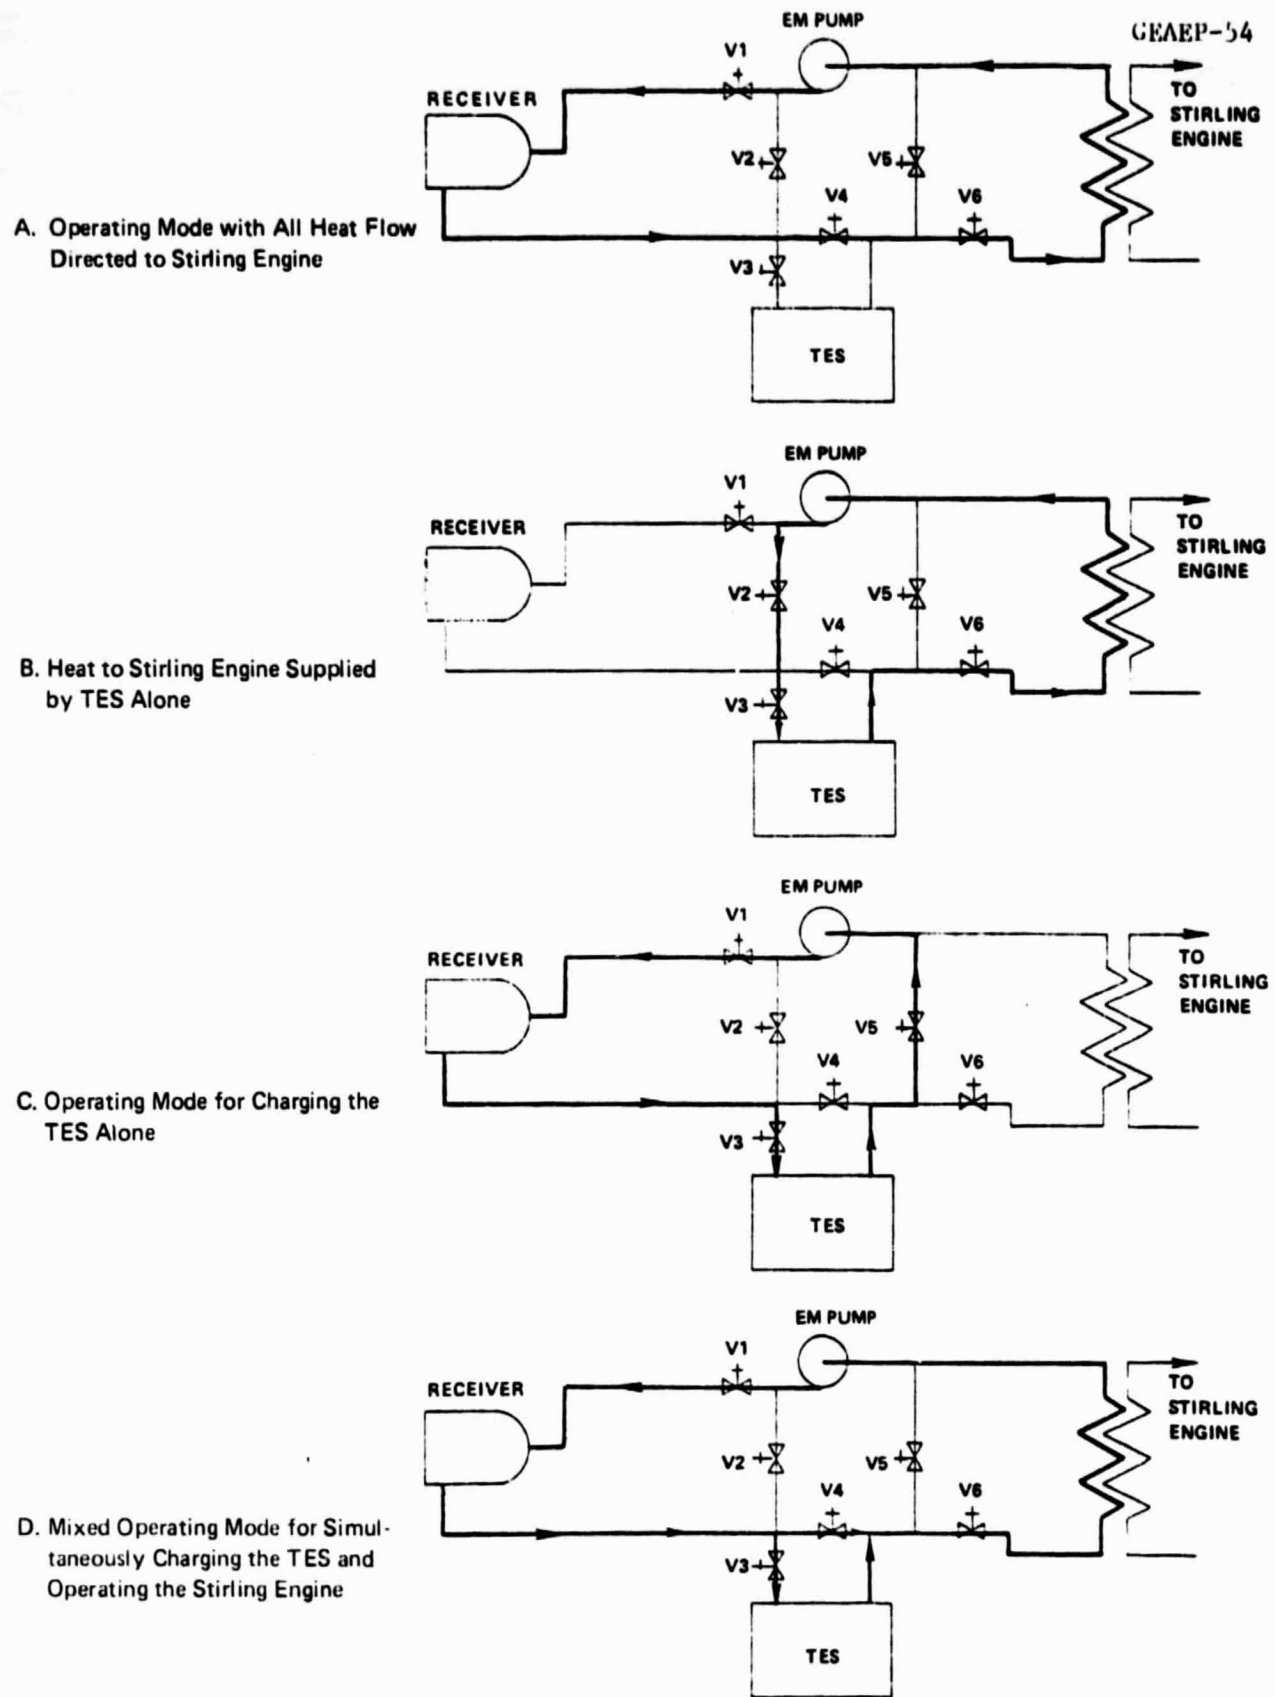 GEAEP-54
EM PUMP
V1
RECEIVER
TO
STIRLING
ENGINE
V2
V5
V4
V6
A. Operating Mode with All Heat Flow
Directed to Stirling Engine
V3
TES
EM PUMP
V1
RECEIVER
TO
STIRLING
ENGINE
V2
V5
V4
V6
B. Heat to Stirling Engine Supplied
by TES Alone
V3
TES
EM PUMP
V1
RECEIVER
TO
STIRLING
ENGINE
V2
V5
V4
V6
C. Operating Mode for Charging the
TES Alone
V3
TES
EM PUMP
V1
RECEIVER
TO
STIRLING
ENGINE
V2
V5
V4
V6
D. Mixed Operating Mode for Simul-
taneously Charging the TES and
Operating the Stirling Engine
V3
TES